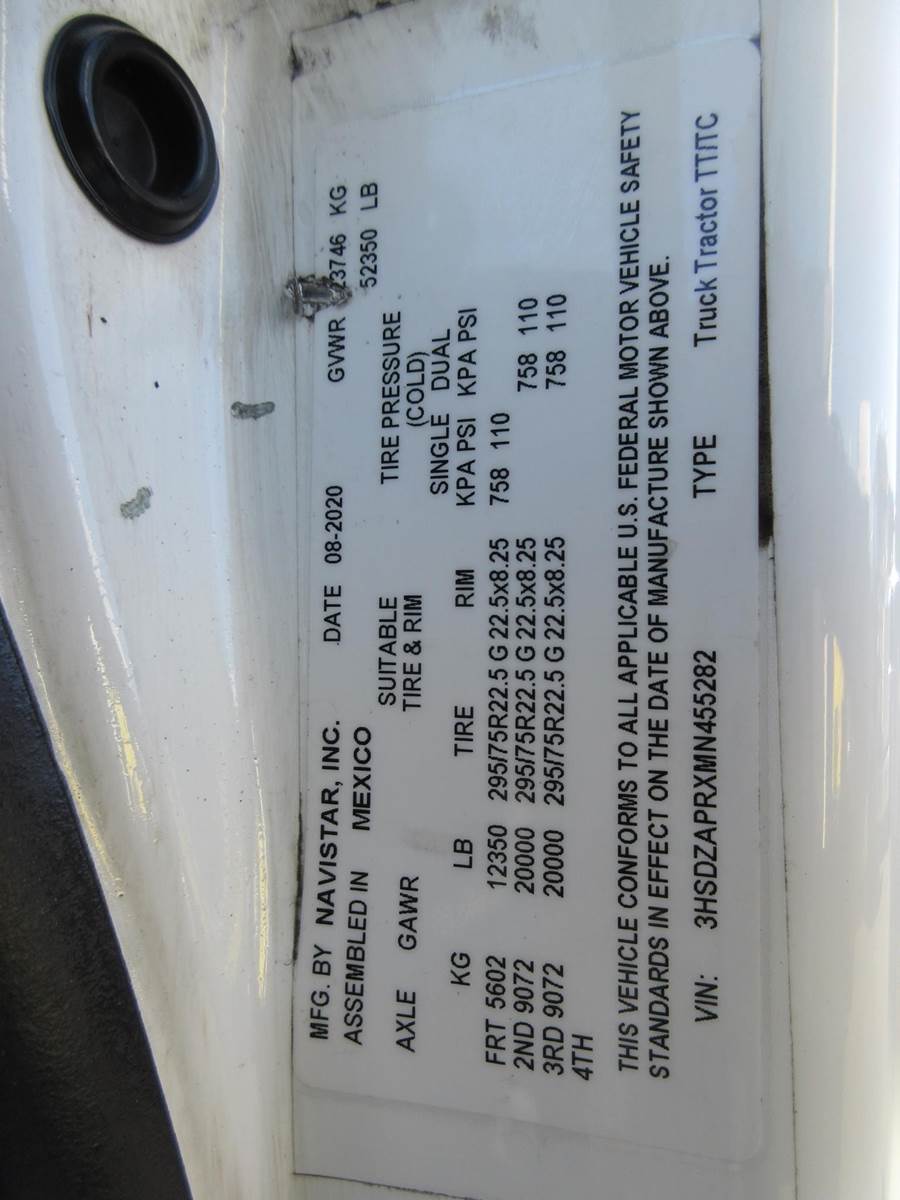 MFG. BY NAVISTAR, INC. DATE 08-2020 GVWR 23746 KG
ASSEMBLED IN MEXICO 52350 LB
SUITABLE TIRE PRESSURE
AXLE GAWR TIRE & RIM (COLD)
SINGLE DUAL
KG LB TIRE RIM KPA PSI KPA PSI
FRT 5602 12350 295/75R22.5 G 22.5x8.25 758 110
2ND 9072 20000 295/75R22.5 G 22.5x8.25 758 110
3RD 9072 20000 295/75R22.5 G 22.5x8.25 758 110
4TH
THIS VEHICLE CONFORMS TO ALL APPLICABLE U.S. FEDERAL MOTOR VEHICLE SAFETY
STANDARDS IN EFFECT ON THE DATE OF MANUFACTURE SHOWN ABOVE.
VIN: 3HSDZAPRXMN455282 TYPE Truck Tractor TT/TC